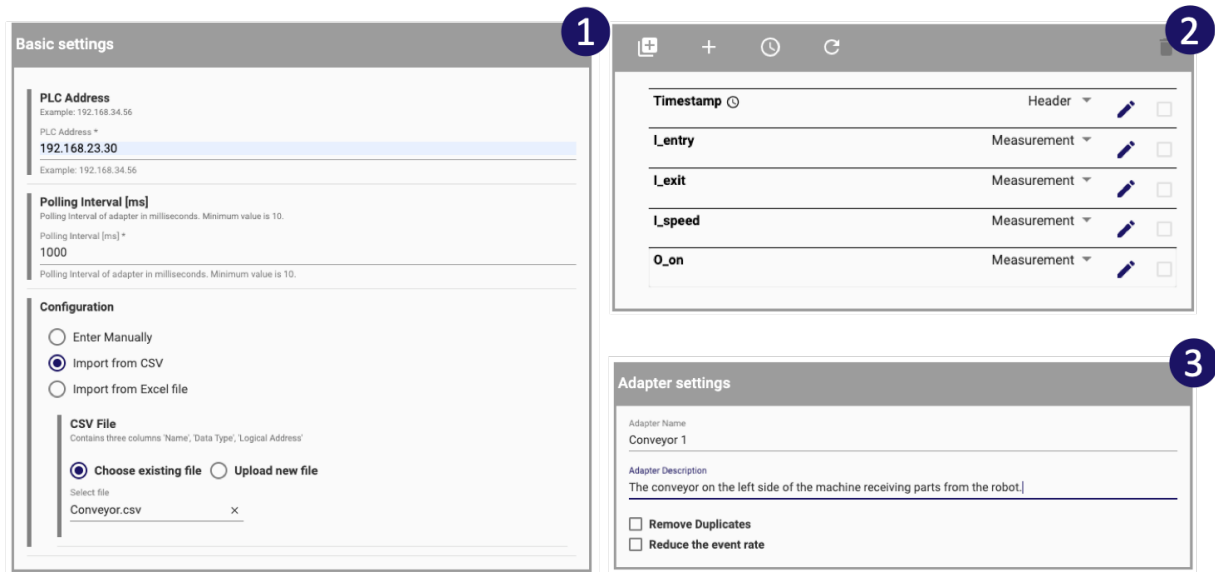 1
Basic settings
PLC Address
Example: 192.168.34.56
PLC Address *
192.168.23.30
Example: 192.168.34.56
Polling Interval [ms]
Polling Interval of adapter in milliseconds. Minimum value is 10.
Polling Interval [ms] *
1000
Polling Interval of adapter in milliseconds. Minimum value is 10.
Configuration
Enter Manually
Import from CSV
Import from Excel file
CSV File
Contains three columns 'Name', 'Data Type', 'Logical Address'
Choose existing file Upload new file
Select file
Conveyor.csv ×
2
Timestamp Header
I_entry Measurement
I_exit Measurement
I_speed Measurement
O_on Measurement
3
Adapter settings
Adapter Name
Conveyor 1
Adapter Description
The conveyor on the left side of the machine receiving parts from the robot.
Remove Duplicates
Reduce the event rate